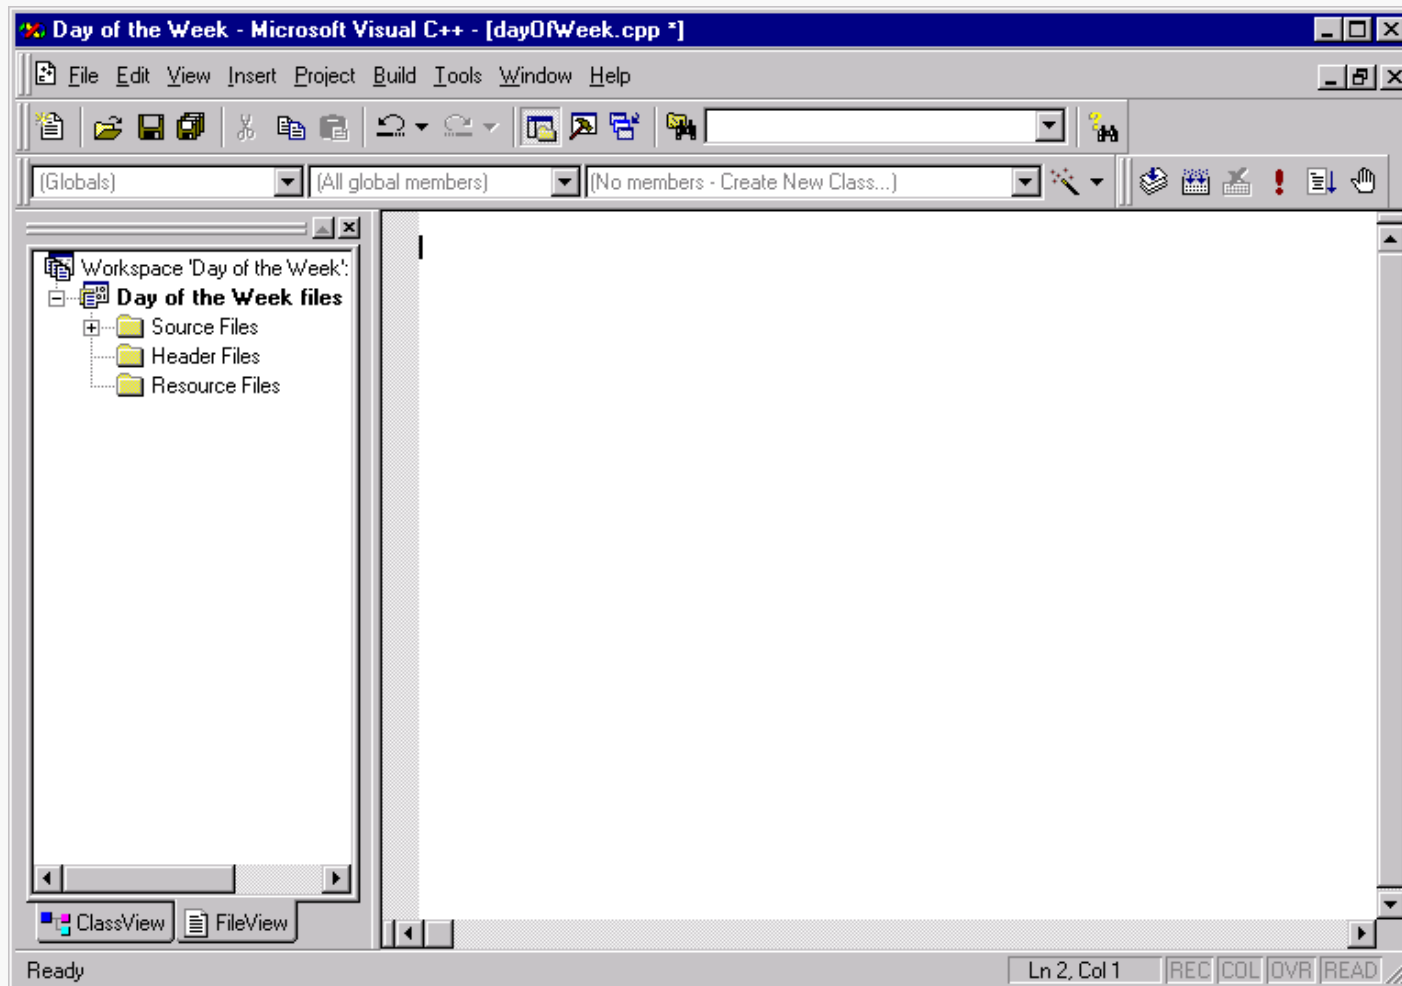 Day of the Week - Microsoft Visual C++ - [dayOfWeek.cpp *]
File Edit View Insert Project Build Tools Window Help
(Globals) (All global members) (No members - Create New Class...)
Workspace 'Day of the Week':
Day of the Week files
Source Files
Header Files
Resource Files
ClassView FileView
Ready Ln 2, Col 1 REC COL OVR READ